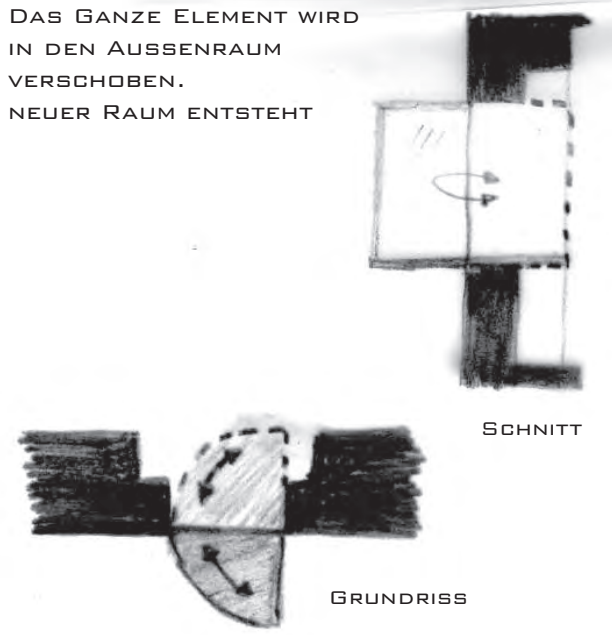 DAS GANZE ELEMENT WIRD
IN DEN AUSSENRAUM
VERSCHOBEN.
NEUER RAUM ENTSTEHT
SCHNITT
GRUNDRISS